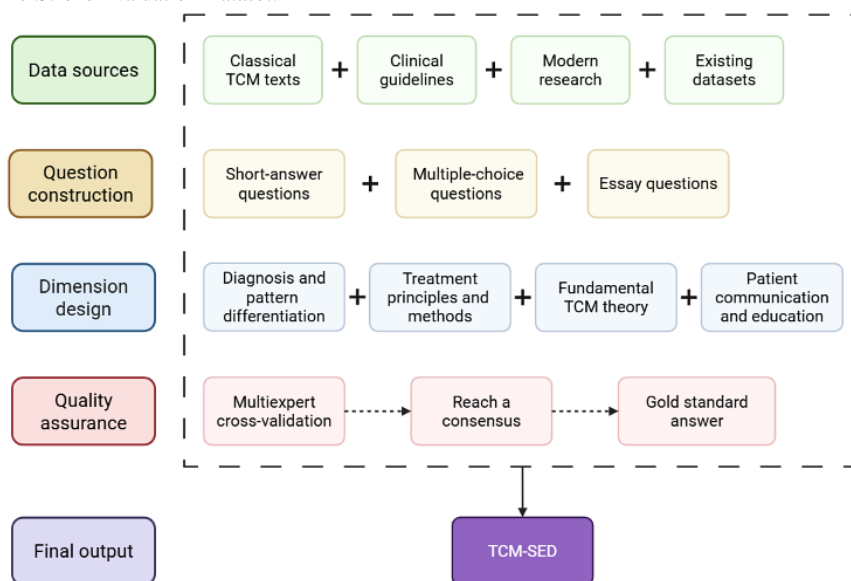 Data sources
Classical
TCM texts
+
Clinical
guidelines
+
Modern
research
+
Existing
datasets
Question
construction
Short-answer
questions
+
Multiple-choice
questions
+
Essay questions
Dimension
design
Diagnosis and
pattern
differentiation
+
Treatment
principles and
methods
+
Fundamental
TCM theory
+
Patient
communication
and education
Quality
assurance
Multiexpert
cross-validation
Reach a
consensus
Gold standard
answer
Final output
TCM-SED